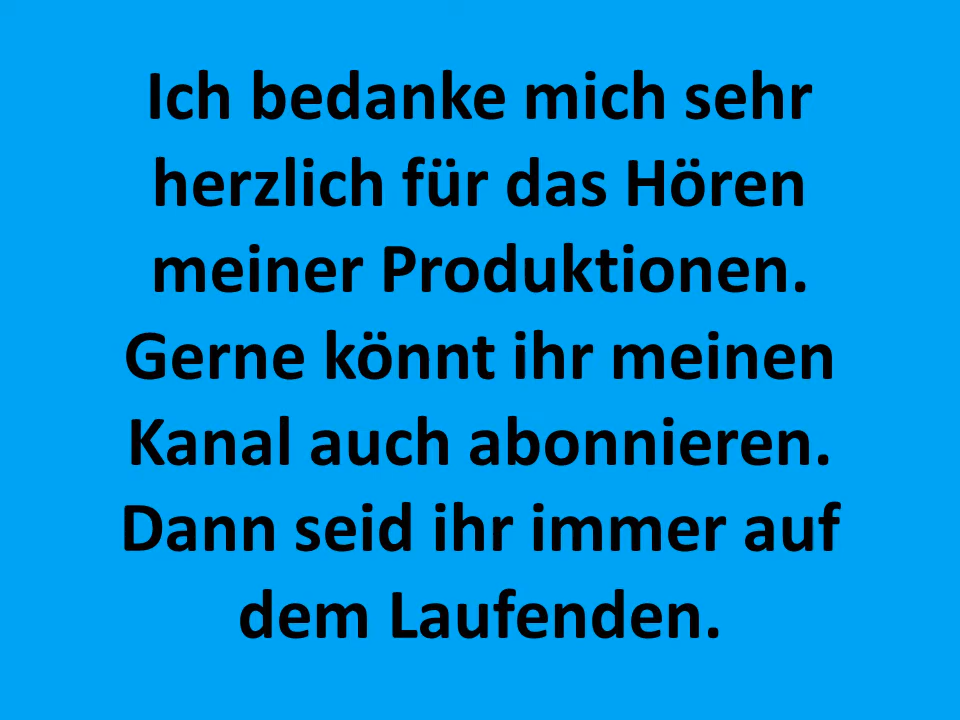 Ich bedanke mich sehr
herzlich für das Hören
meiner Produktionen.
Gerne könnt ihr meinen
Kanal auch abonnieren.
Dann seid ihr immer auf
dem Laufenden.